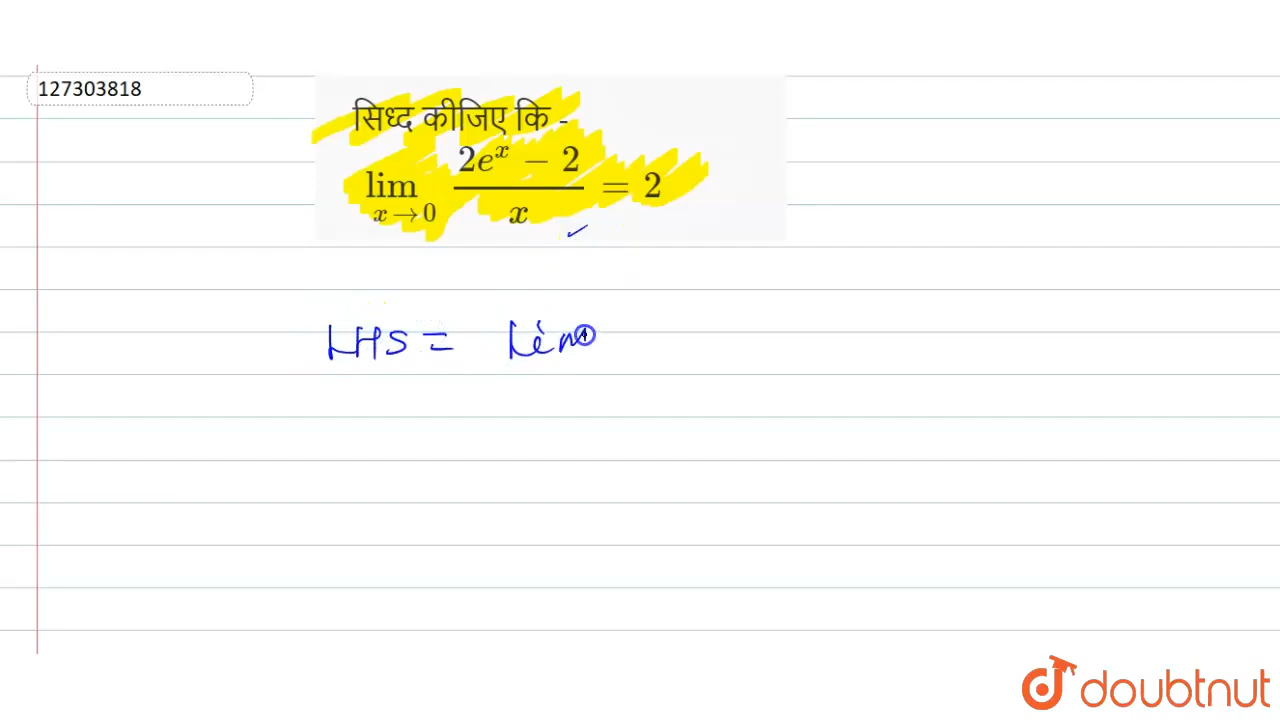 127303818
सिध्द कीजिए कि -
lim x→0 (2e^x − 2)/x = 2
LHS = Lim
doubtnut